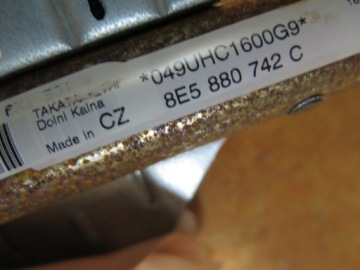 *049UHC1600G9*
8E5 880 742 C
Dolni Kalna
Made in CZ